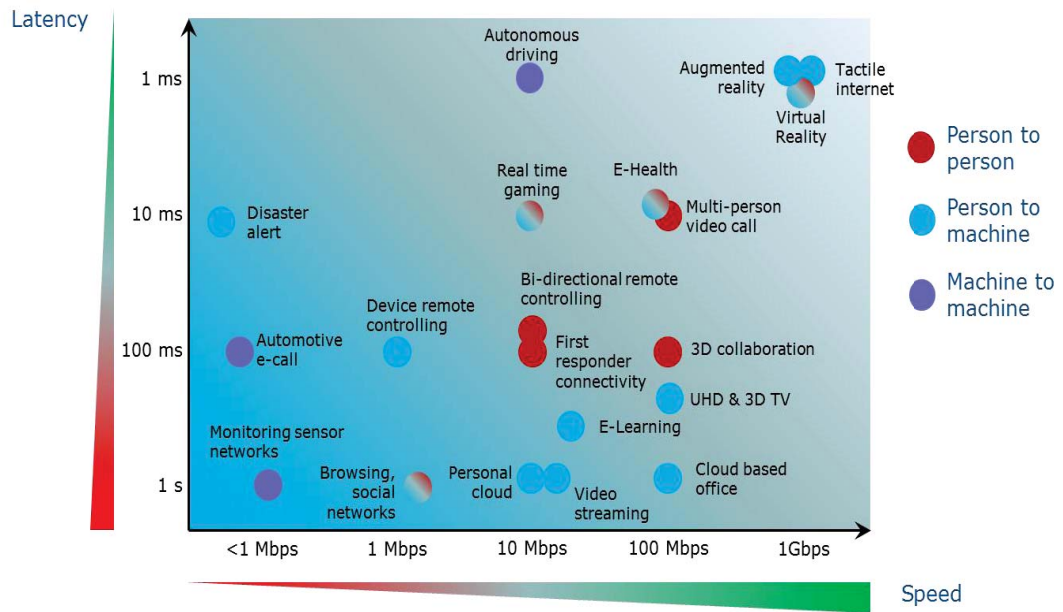 Latency
Autonomous
driving
1 ms
Augmented
reality
Tactile
internet
Virtual
Reality
Person to
person
Real time
gaming
E-Health
10 ms
Disaster
alert
Multi-person
video call
Person to
machine
Bi-directional remote
controlling
Device remote
controlling
Machine to
machine
100 ms
Automotive
e-call
First
responder
connectivity
3D collaboration
UHD & 3D TV
E-Learning
Monitoring sensor
networks
1 s
Browsing,
social
networks
Personal
cloud
Video
streaming
Cloud based
office
<1 Mbps
1 Mbps
10 Mbps
100 Mbps
1Gbps
Speed